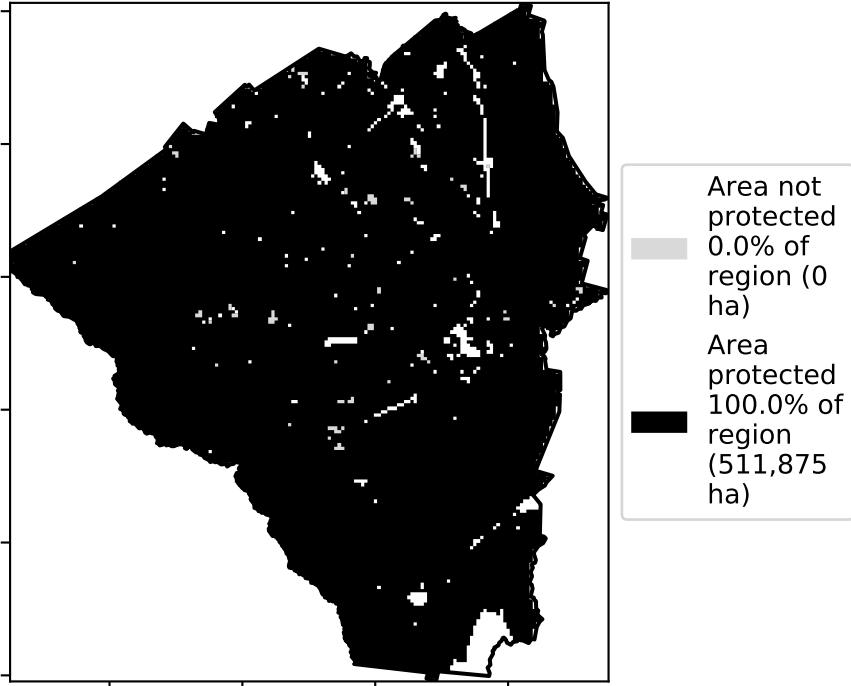 Area not
protected
0.0% of
region (0
ha)
Area
protected
100.0% of
region
(511,875
ha)